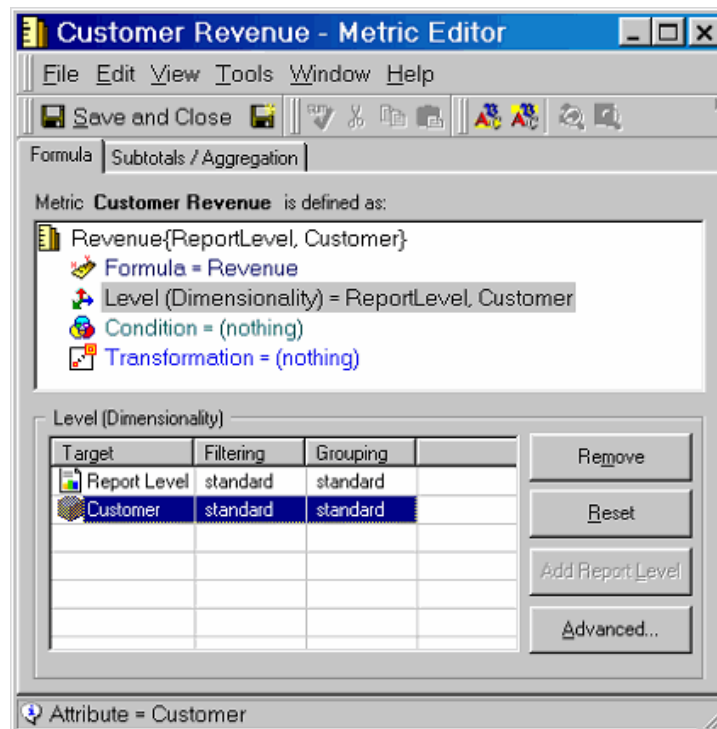 Customer Revenue - Metric Editor
File Edit View Tools Window Help
Save and Close
Formula Subtotals / Aggregation
Metric Customer Revenue is defined as:
Revenue{ReportLevel, Customer}
Formula = Revenue
Level (Dimensionality) = ReportLevel, Customer
Condition = (nothing)
Transformation = (nothing)
Level (Dimensionality)
Target Filtering Grouping
Remove
Report Level standard standard
Customer standard standard
Reset
Add Report Level
Advanced...
Attribute = Customer